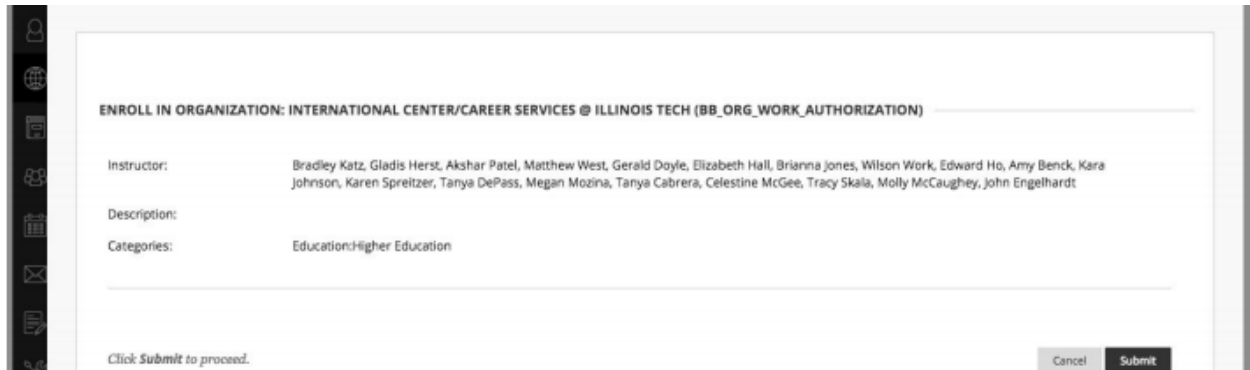 ENROLL IN ORGANIZATION: INTERNATIONAL CENTER/CAREER SERVICES @ ILLINOIS TECH (BB_ORG_WORK_AUTHORIZATION)
Instructor:
Bradley Katz, Gladis Herst, Akshar Patel, Matthew West, Gerald Doyle, Elizabeth Hall, Brianna Jones, Wilson Work, Edward Ho, Amy Benck, Kara
Johnson, Karen Spreitzer, Tanya DePass, Megan Mozina, Tanya Cabrera, Celestine McGee, Tracy Skala, Molly McCaughey, John Engelhardt
Description:
Categories:
Education:Higher Education
Click Submit to proceed.
Cancel
Submit